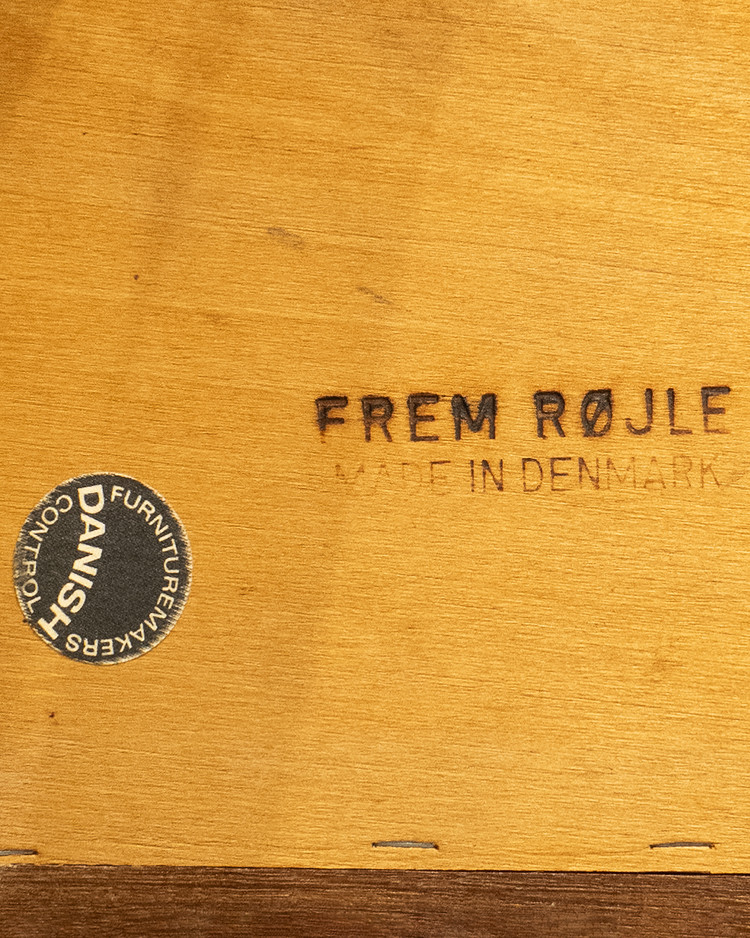 FREM RØJLE
MADE IN DENMARK
DANISH
FURNITUREMAKERS
CONTROL